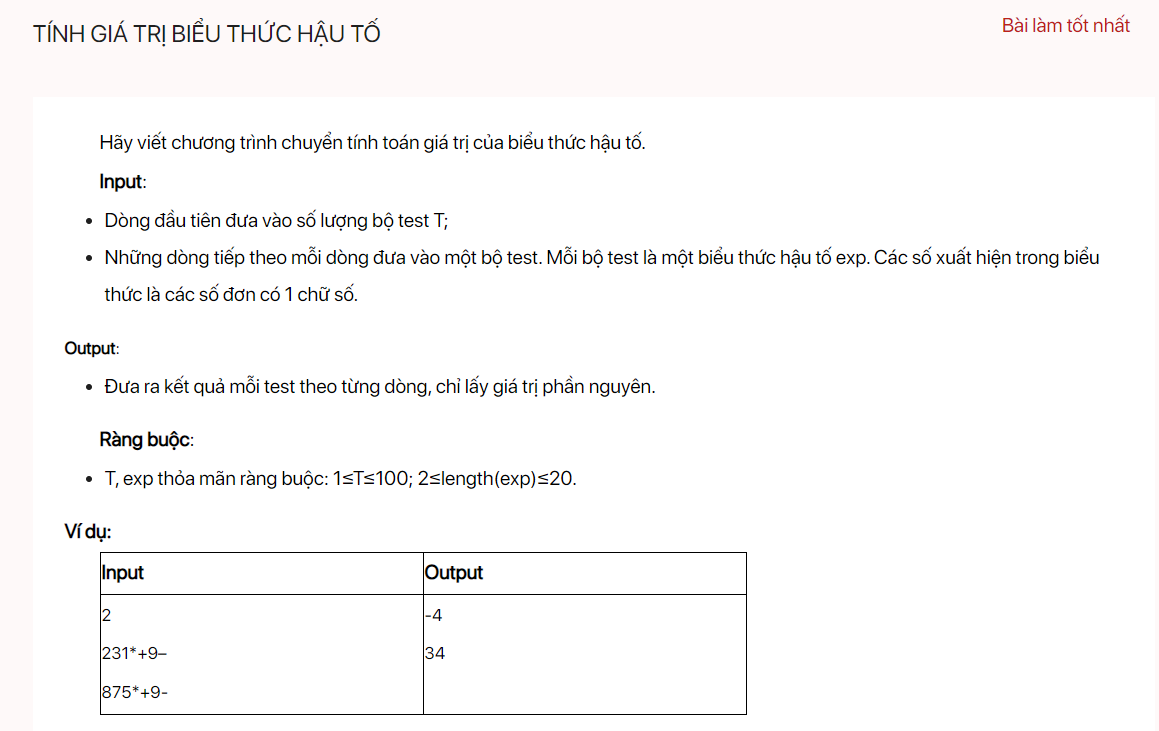 TÍNH GIÁ TRỊ BIỂU THỨC HẬU TỐ
Bài làm tốt nhất
Hãy viết chương trình chuyển tính toán giá trị của biểu thức hậu tố.
Input:
• Dòng đầu tiên đưa vào số lượng bộ test T;
• Những dòng tiếp theo mỗi dòng đưa vào một bộ test. Mỗi bộ test là một biểu thức hậu tố exp. Các số xuất hiện trong biểu
thức là các số đơn có 1 chữ số.
Output:
• Đưa ra kết quả mỗi test theo từng dòng, chỉ lấy giá trị phần nguyên.
Ràng buộc:
• T, exp thỏa mãn ràng buộc: 1≤T≤100; 2≤length(exp)≤20.
Ví dụ:
Input Output
2 -4
231*+9– 34
875*+9-